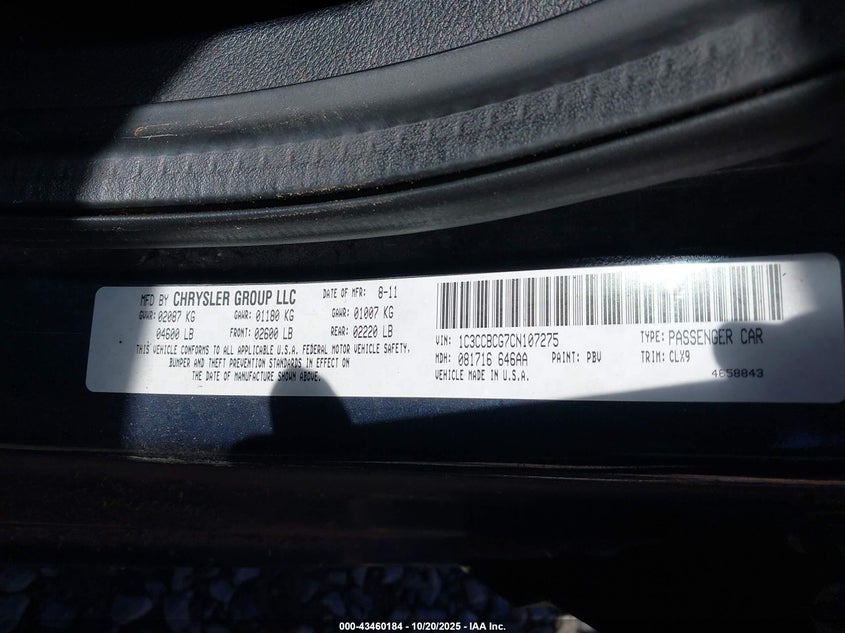 MFD BY CHRYSLER GROUP LLC DATE OF MFR: 8-11
GVWR: 02087 KG GAWR: 01180 KG GAWR: 01007 KG
04600 LB FRONT: 02600 LB REAR: 02220 LB
THIS VEHICLE CONFORMS TO ALL APPLICABLE U.S.A. FEDERAL MOTOR VEHICLE SAFETY,
BUMPER AND THEFT PREVENTION STANDARDS IN EFFECT ON
THE DATE OF MANUFACTURE SHOWN ABOVE.
VIN: 1C3CCBCG7CN107275 TYPE: PASSENGER CAR
MDH: 081716 646AA PAINT: PBV TRIM: CLX9
VEHICLE MADE IN U.S.A. 4658843
000-43460184 | 10/20/2025 - IAA Inc.